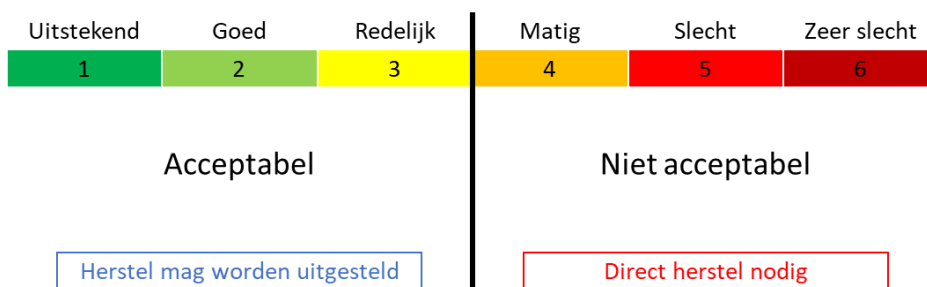 Uitstekend Goed Redelijk Matig Slecht Zeer slecht
1 2 3 4 5 6
Acceptabel Niet acceptabel
Herstel mag worden uitgesteld Direct herstel nodig